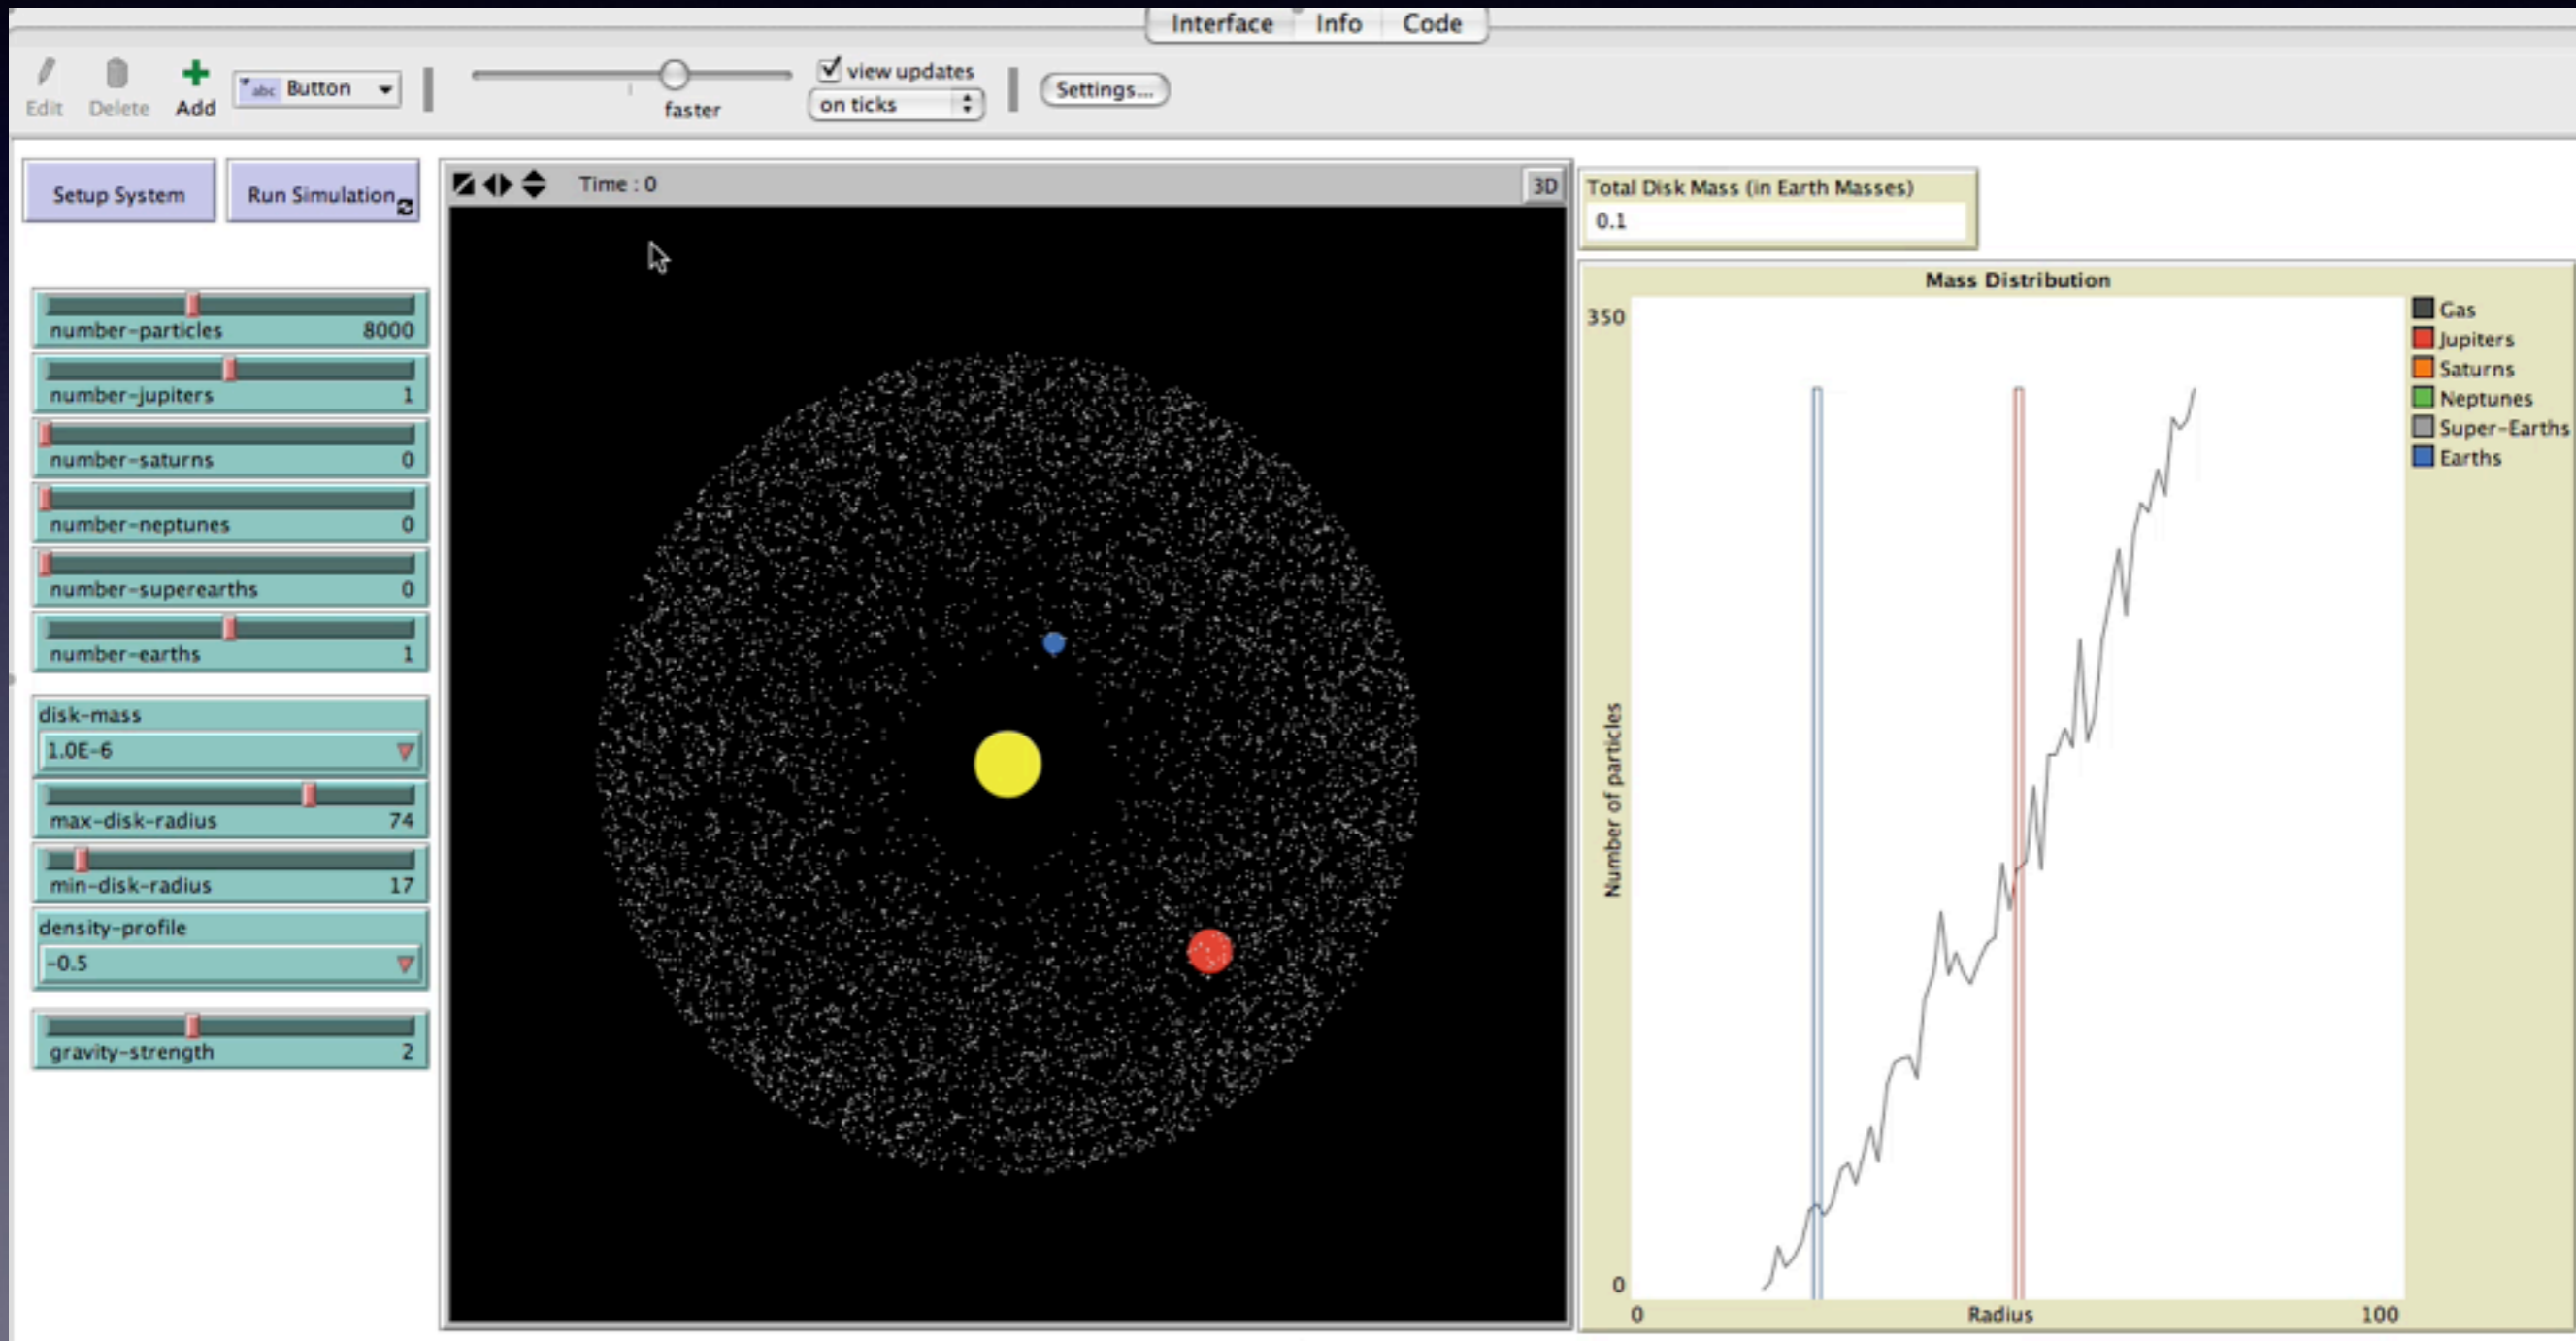 Interface Info Code
Edit Delete Add abc Button faster view updates on ticks Settings...
Setup System Run Simulation
Time : 0 3D
number-particles 8000
number-jupiters 1
number-saturns 0
number-neptunes 0
number-superearths 0
number-earths 1
disk-mass
1.0E-6
max-disk-radius 74
min-disk-radius 17
density-profile
-0.5
gravity-strength 2
Total Disk Mass (in Earth Masses)
0.1
Mass Distribution
350
Number of particles
0
0 Radius 100
Gas
Jupiters
Saturns
Neptunes
Super-Earths
Earths